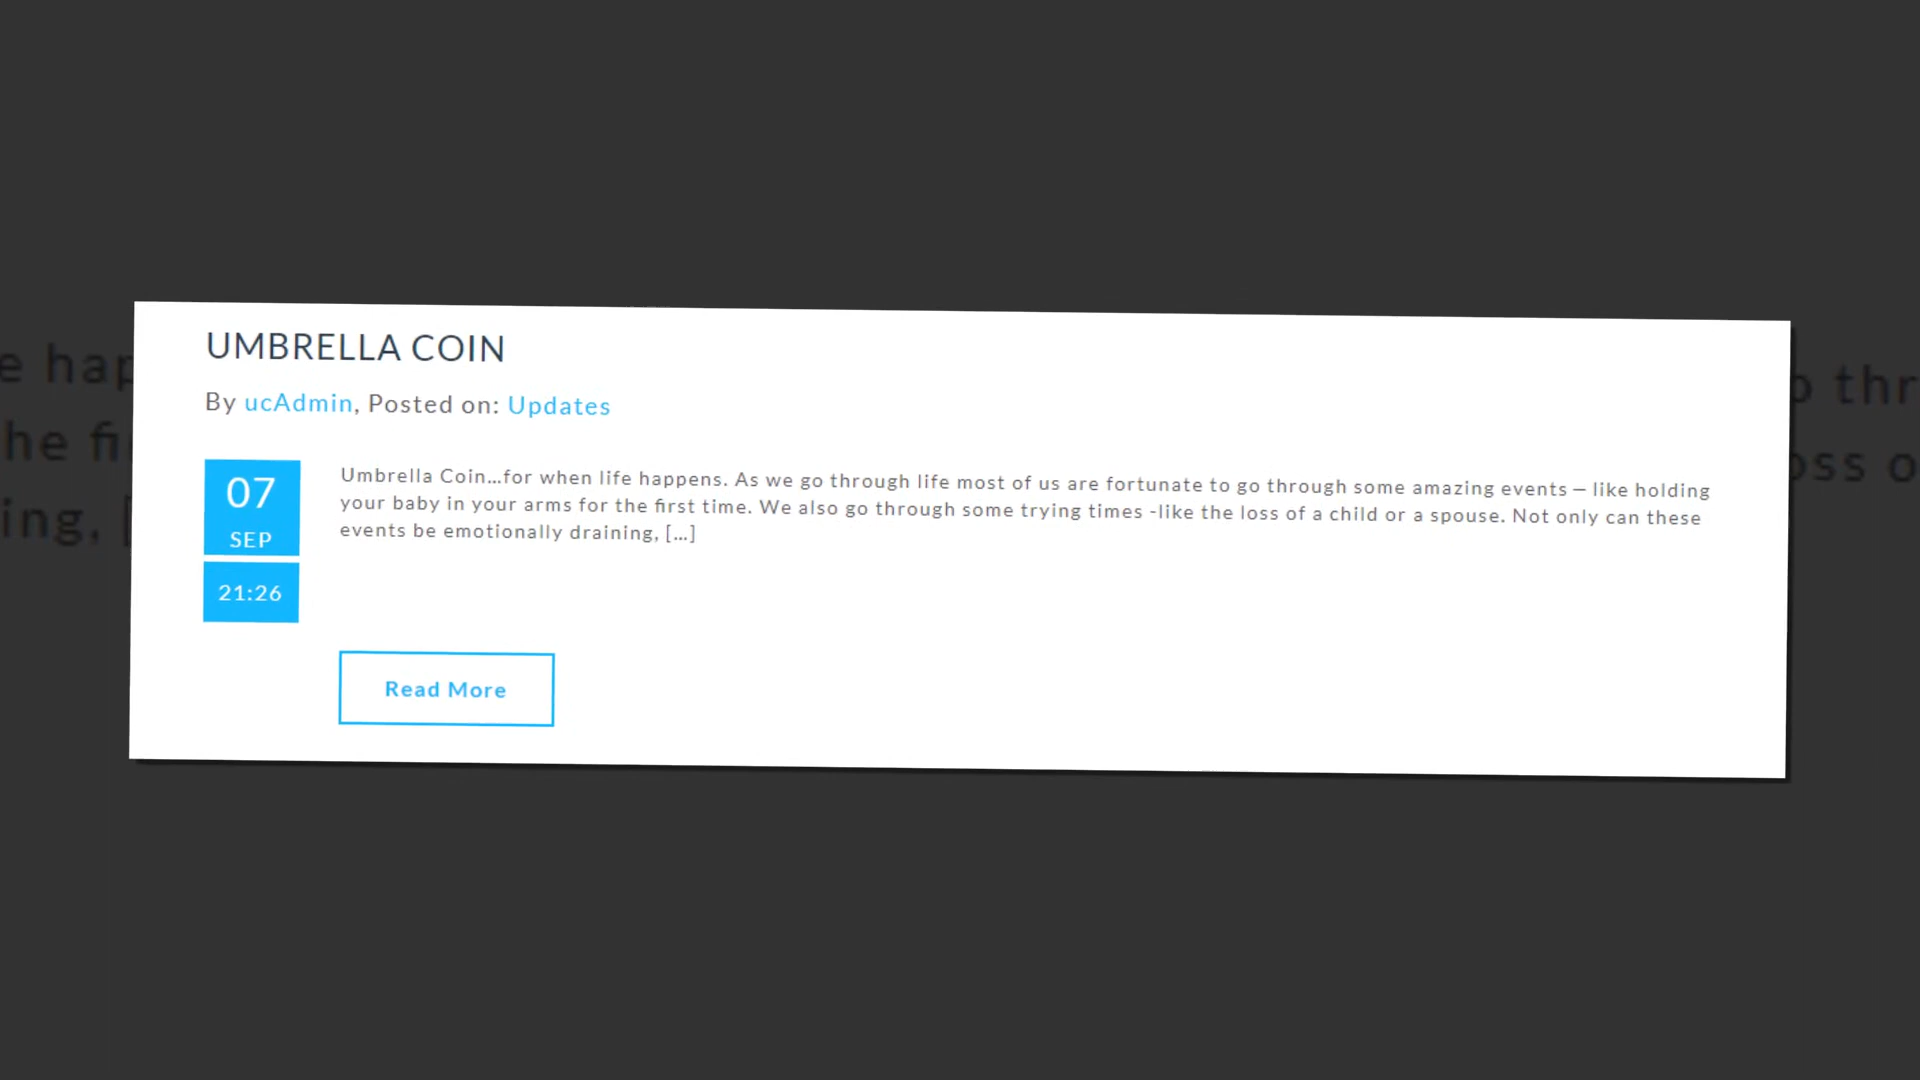 UMBRELLA COIN
By ucAdmin, Posted on: Updates
07
SEP
21:26
Umbrella Coin...for when life happens. As we go through life most of us are fortunate to go through some amazing events – like holding
your baby in your arms for the first time. We also go through some trying times -like the loss of a child or a spouse. Not only can these
events be emotionally draining, [...]
Read More